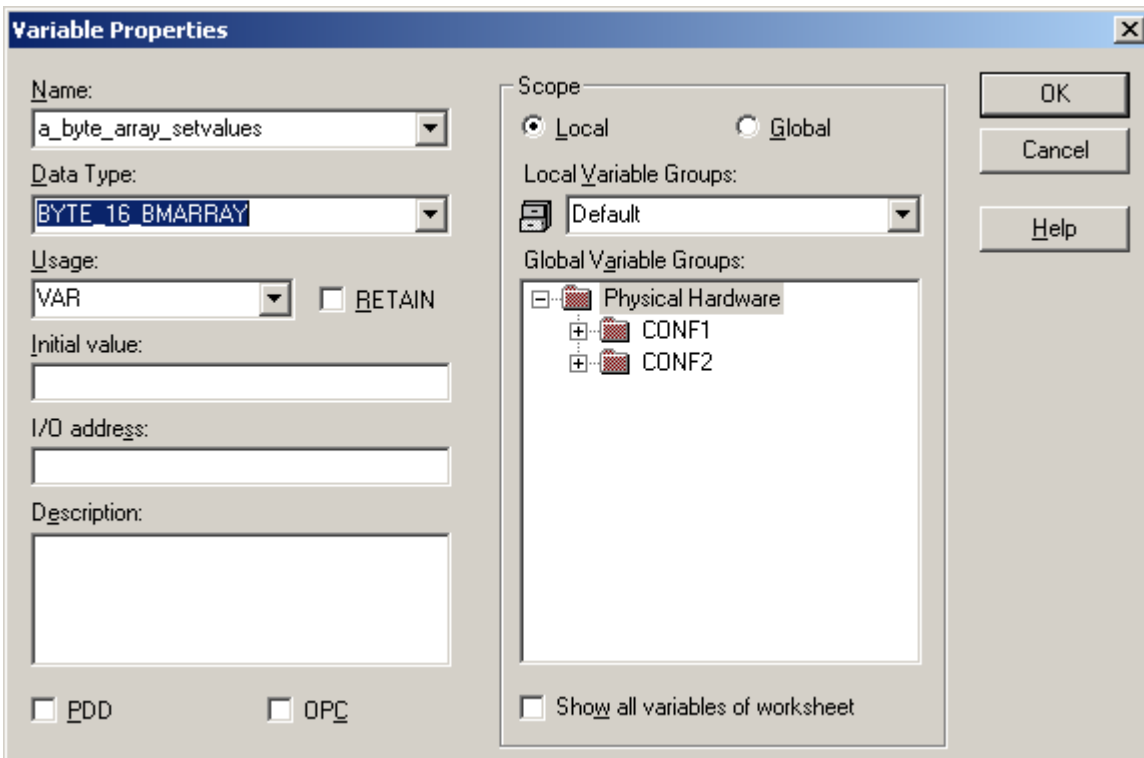 Variable Properties
Name:
a_byte_array_setvalues
Data Type:
BYTE_16_BMARRAY
Usage:
VAR
RETAIN
Initial value:
I/O address:
Description:
PDD
OPC
Scope
Local
Global
Local Variable Groups:
Default
Global Variable Groups:
Physical Hardware
CONF1
CONF2
Show all variables of worksheet
OK
Cancel
Help